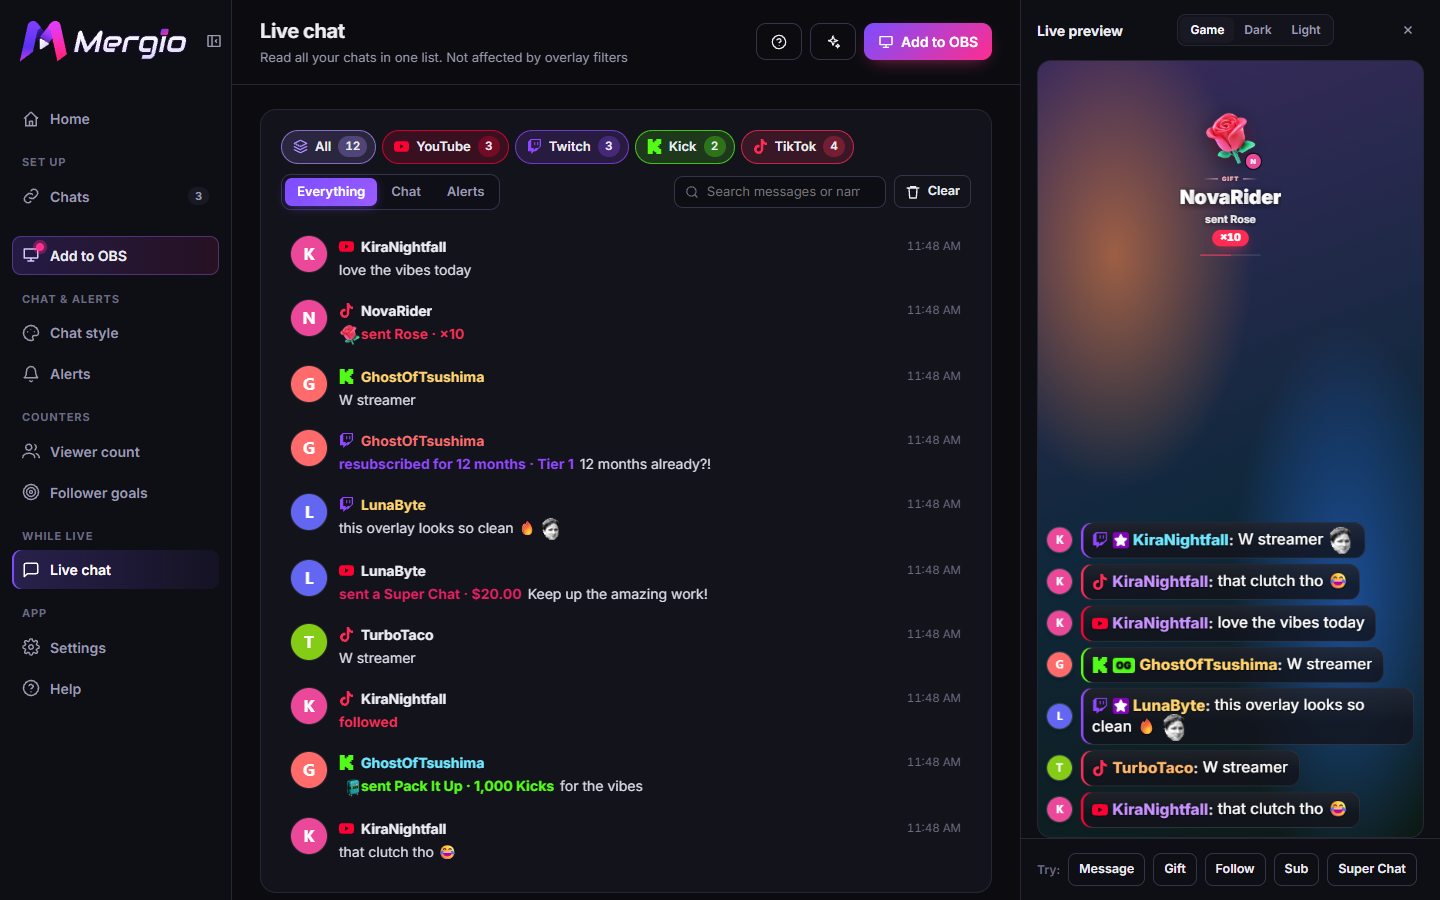 Mergio
Home
SET UP
Chats
3
Add to OBS
CHAT & ALERTS
Chat style
Alerts
COUNTERS
Viewer count
Follower goals
WHILE LIVE
Live chat
APP
Settings
Help
Live chat
Read all your chats in one list. Not affected by overlay filters
Add to OBS
All 12
YouTube 3
Twitch 3
Kick 2
TikTok 4
Everything
Chat
Alerts
Search messages or nam
Clear
K
KiraNightfall
11:48 AM
love the vibes today
N
NovaRider
11:48 AM
sent Rose · ×10
G
GhostOfTsushima
11:48 AM
W streamer
G
GhostOfTsushima
11:48 AM
resubscribed for 12 months · Tier 1 12 months already?!
L
LunaByte
11:48 AM
this overlay looks so clean 🔥
L
LunaByte
11:48 AM
sent a Super Chat · $20.00 Keep up the amazing work!
T
TurboTaco
11:48 AM
W streamer
K
KiraNightfall
11:48 AM
followed
G
GhostOfTsushima
11:48 AM
sent Pack It Up · 1,000 Kicks for the vibes
K
KiraNightfall
11:48 AM
that clutch tho 😂
Live preview
Game
Dark
Light
N
GIFT
NovaRider
sent Rose
×10
K
KiraNightfall: W streamer
K
KiraNightfall: that clutch tho 😂
K
KiraNightfall: love the vibes today
G
OG GhostOfTsushima: W streamer
L
LunaByte: this overlay looks so
clean 🔥
T
TurboTaco: W streamer
K
KiraNightfall: that clutch tho 😂
Try:
Message
Gift
Follow
Sub
Super Chat